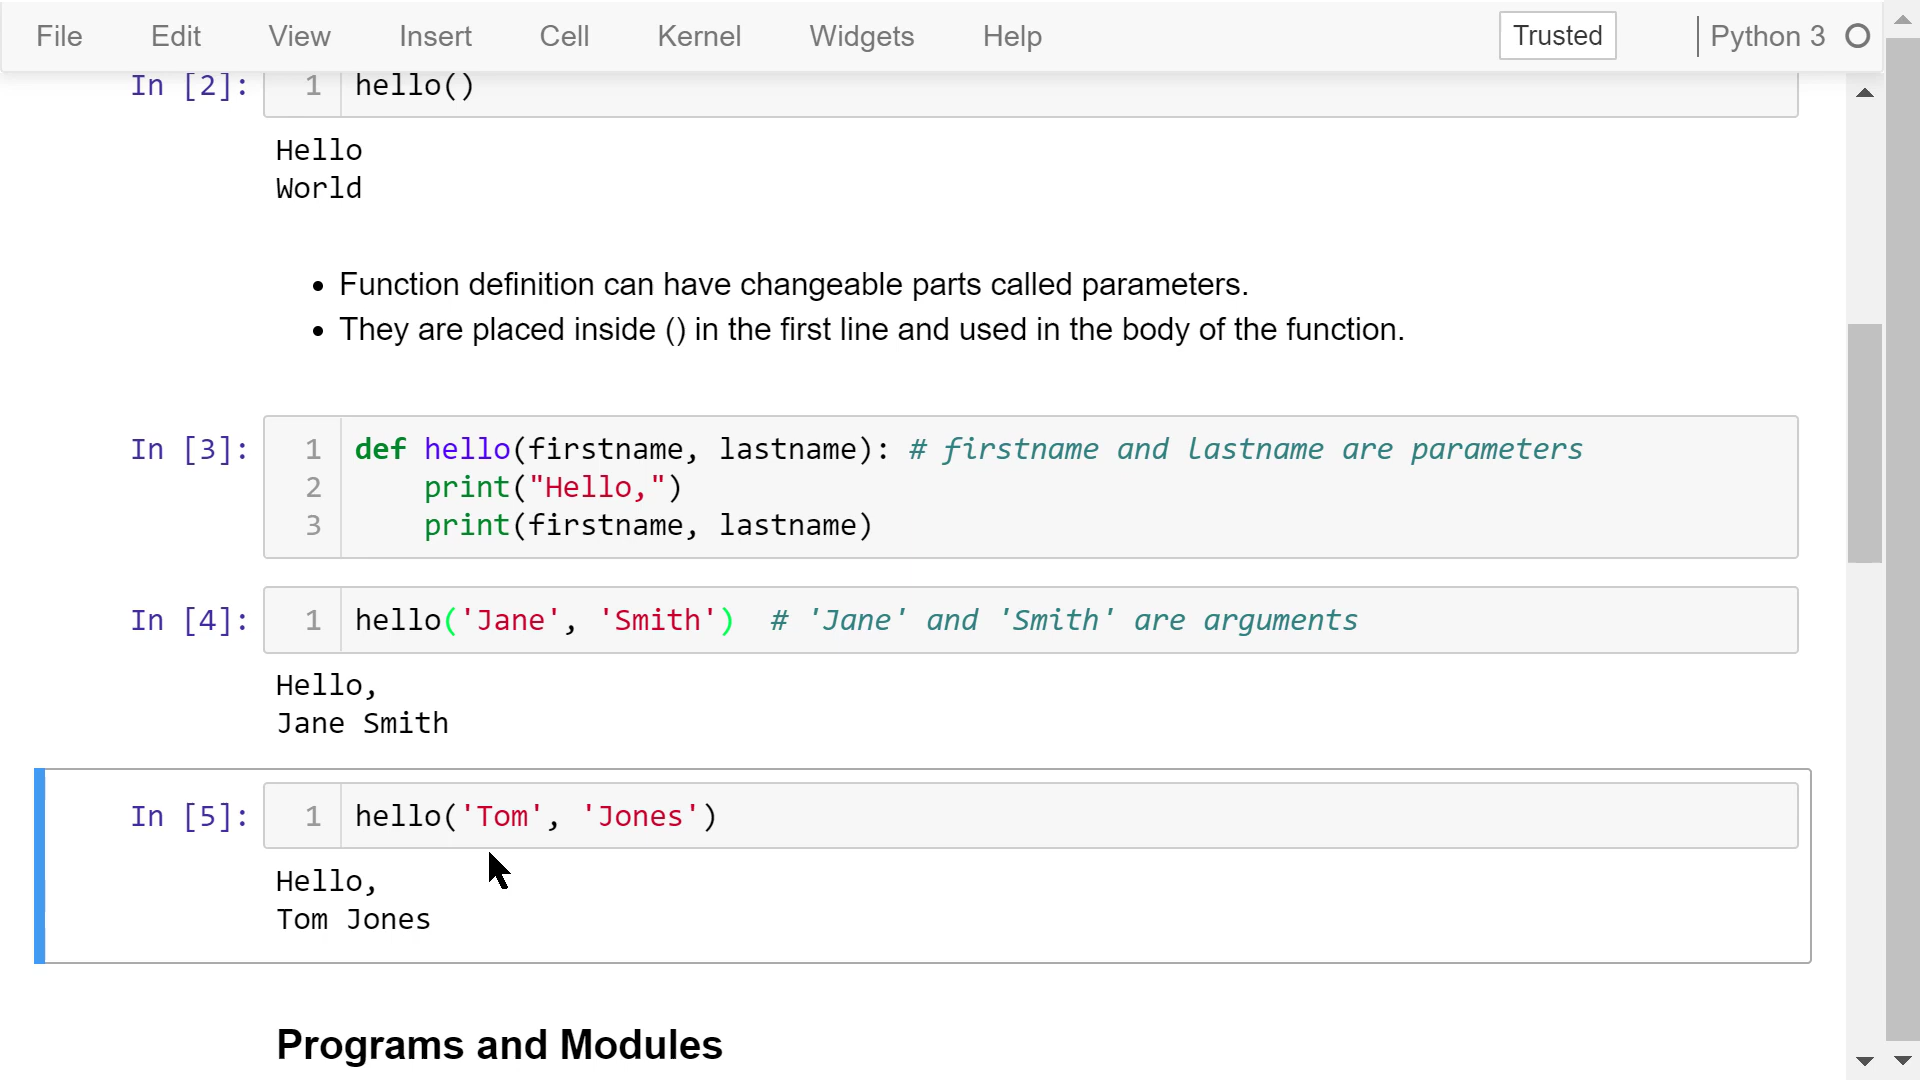 File Edit View Insert Cell Kernel Widgets Help Trusted Python 3
In [2]: 1 hello()
Hello
World
• Function definition can have changeable parts called parameters.
• They are placed inside () in the first line and used in the body of the function.
In [3]: 1 def hello(firstname, lastname): # firstname and lastname are parameters
2     print("Hello,")
3     print(firstname, lastname)
In [4]: 1 hello('Jane', 'Smith')  # 'Jane' and 'Smith' are arguments
Hello,
Jane Smith
In [5]: 1 hello('Tom', 'Jones')
Hello,
Tom Jones
Programs and Modules